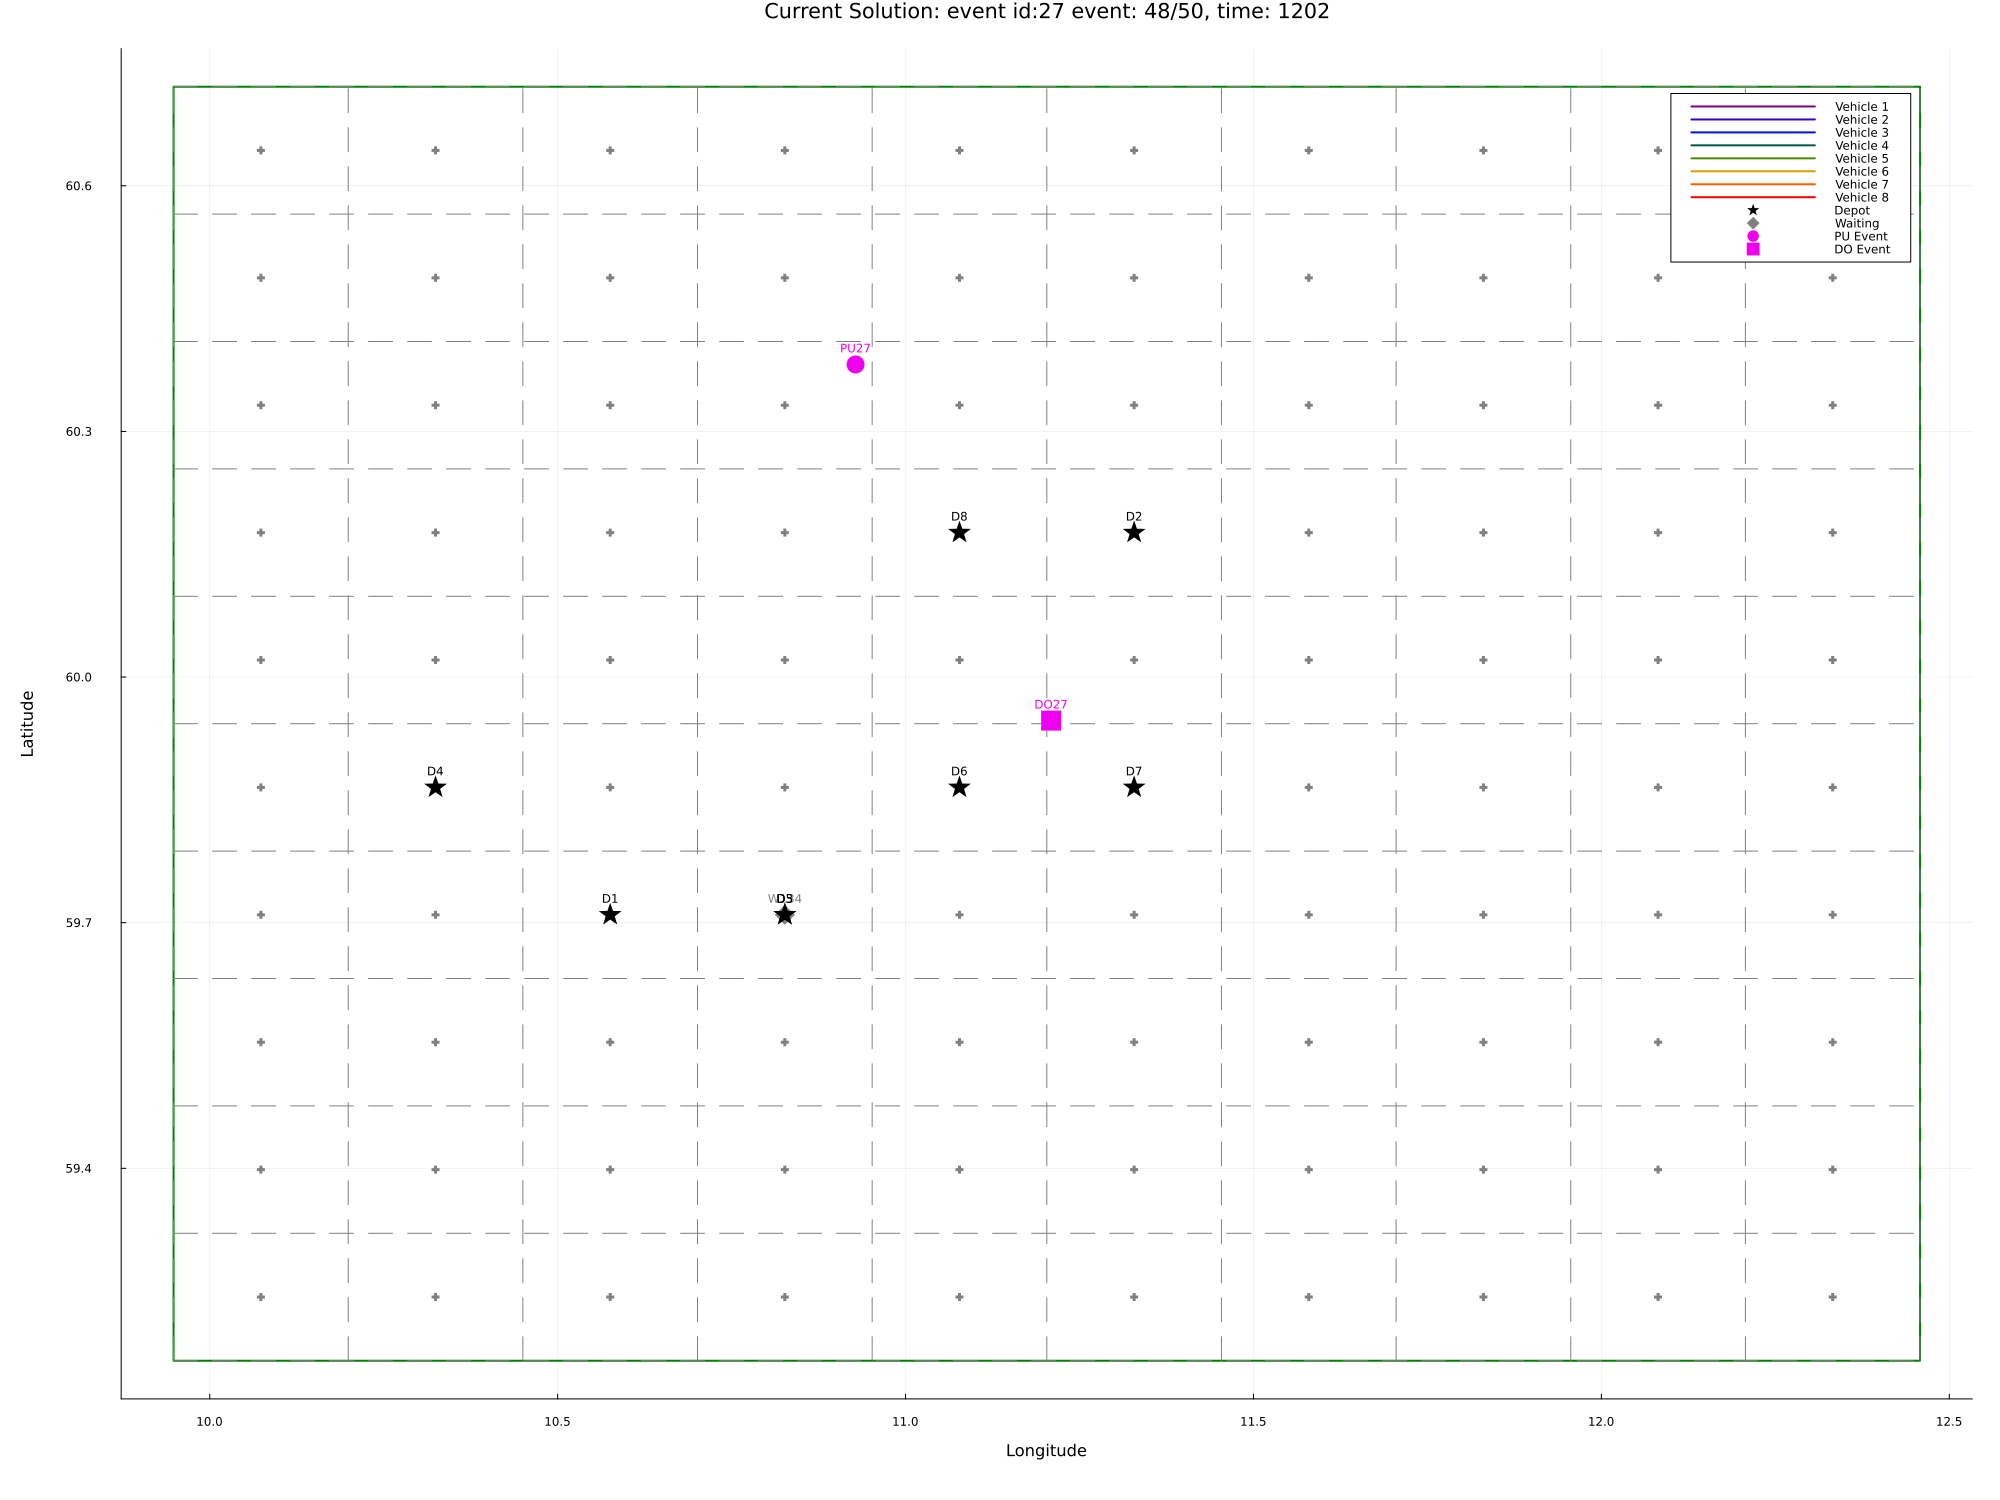 Current Solution: event id:27 event: 48/50, time: 1202
Vehicle 1
Vehicle 2
Vehicle 3
Vehicle 4
Vehicle 5
Vehicle 6
Vehicle 7
Vehicle 8
Depot
Waiting
PU Event
DO Event
60.6
60.3
60.0
59.7
59.4
Latitude
PU27
D8
D2
DO27
D4
D6
D7
D1
10.0
10.5
11.0
11.5
12.0
12.5
Longitude